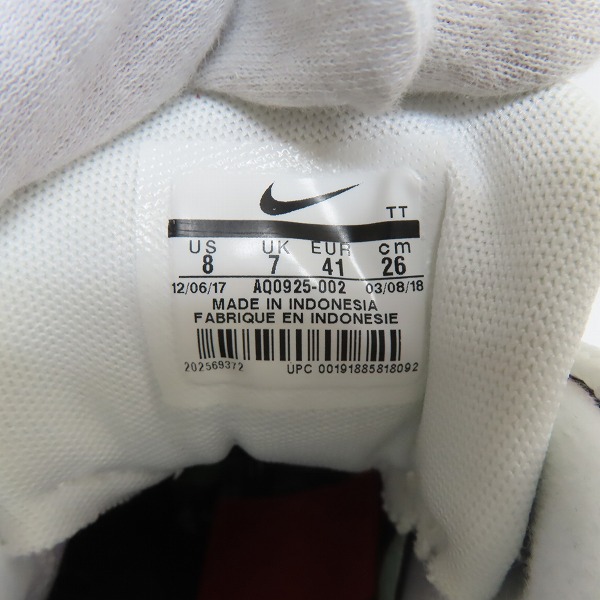 TT
US UK EUR cm
8 7 41 26
12/06/17 AQ0925-002 03/08/18
MADE IN INDONESIA
FABRIQUE EN INDONESIE
202569372 UPC 00191885818092